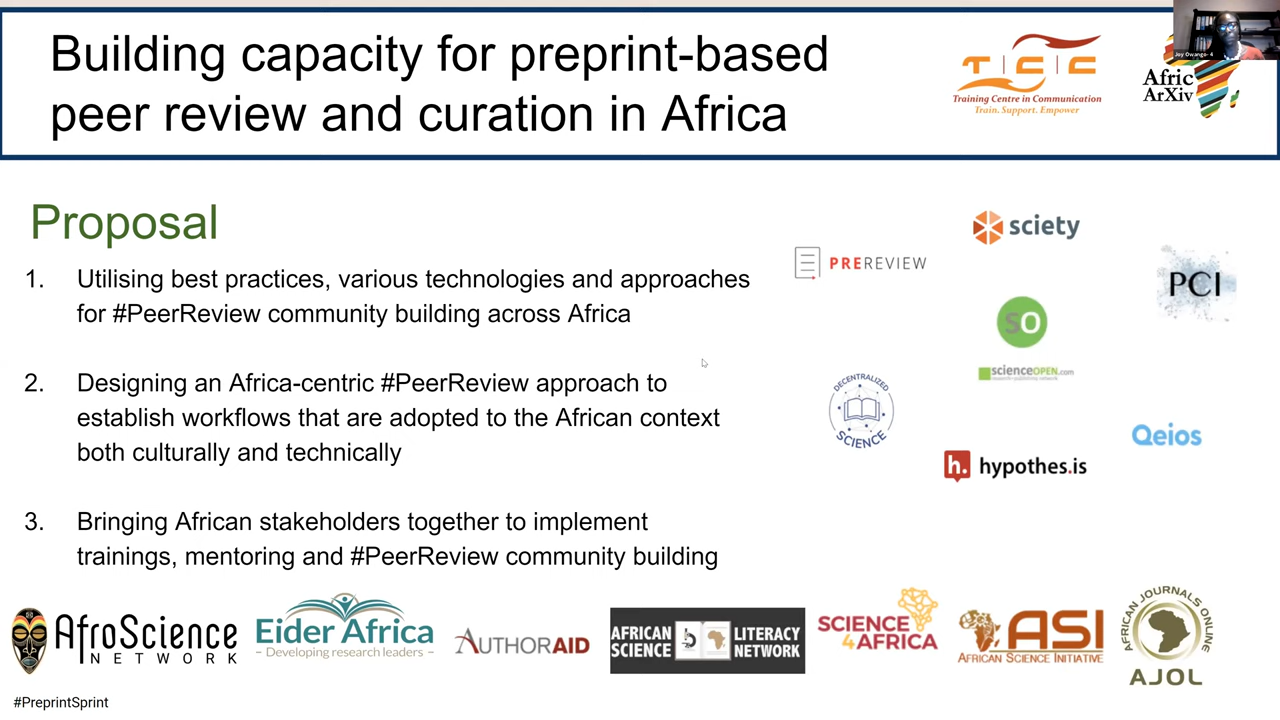 Building capacity for preprint-based
peer review and curation in Africa
T C C
Training Centre in Communication
Train. Support. Empower
Afric
ArXiv
Joy Owango- 4
Proposal
1. Utilising best practices, various technologies and approaches
for #PeerReview community building across Africa
2. Designing an Africa-centric #PeerReview approach to
establish workflows that are adopted to the African context
both culturally and technically
3. Bringing African stakeholders together to implement
trainings, mentoring and #PeerReview community building
sciety
PREREVIEW
PCI
SO
scienceOPEN.com
DECENTRALIZED
SCIENCE
Qeios
h. hypothes.is
AfroScience
NETWORK
Eider Africa
- Developing research leaders -
AUTHORAID
AFRICAN
SCIENCE
LITERACY
NETWORK
SCIENCE
4AFRICA
ASI
AFRICAN SCIENCE INITIATIVE
AFRICAN JOURNALS ONLINE
AJOL
#PreprintSprint